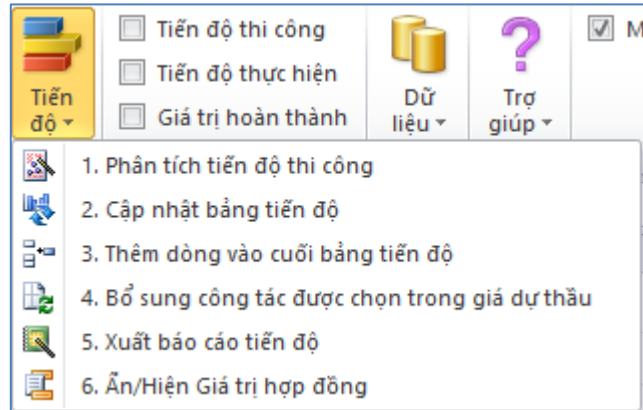 Tiến độ
Tiến độ thi công
Tiến độ thực hiện
Giá trị hoàn thành
Dữ liệu
Trợ giúp
M
1. Phân tích tiến độ thi công
2. Cập nhật bảng tiến độ
3. Thêm dòng vào cuối bảng tiến độ
4. Bổ sung công tác được chọn trong giá dự thầu
5. Xuất báo cáo tiến độ
6. Ẩn/Hiện Giá trị hợp đồng